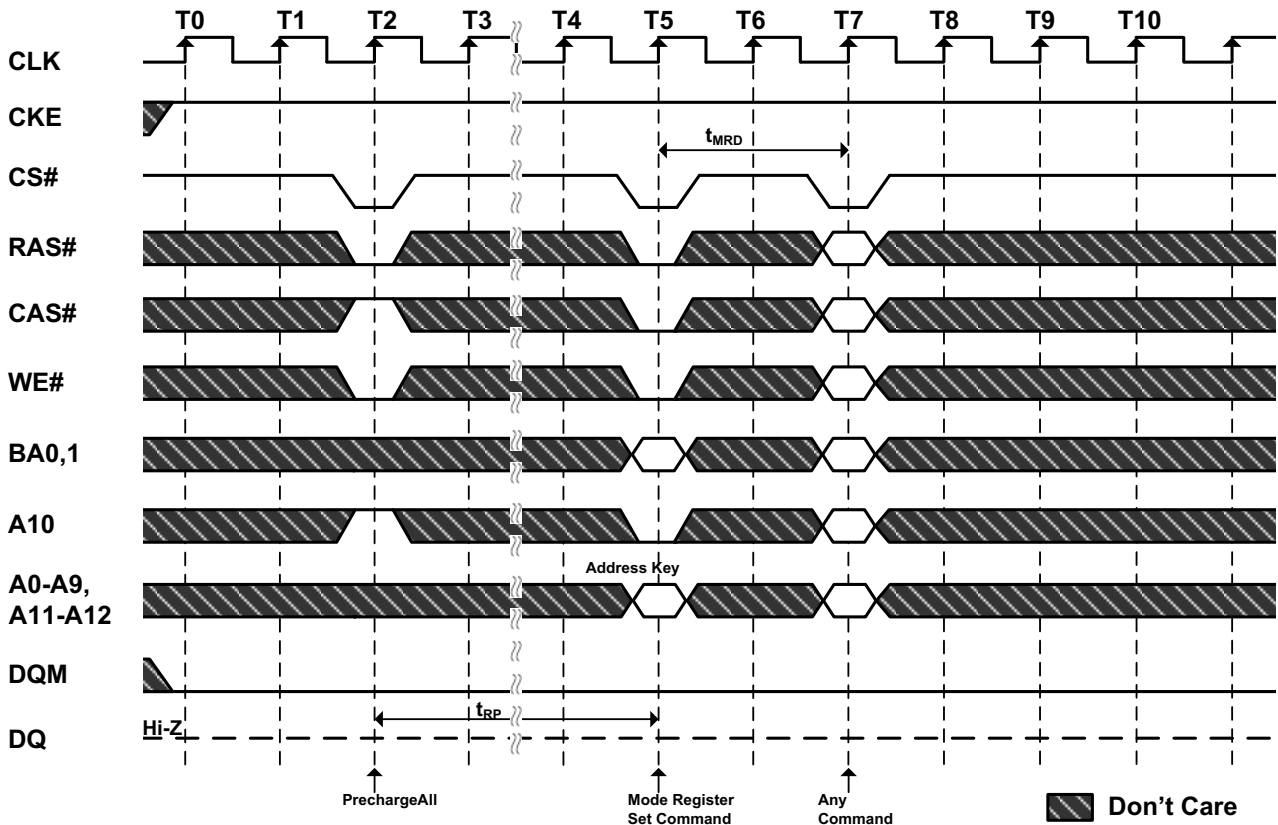 T0 T1 T2 T3 T4 T5 T6 T7 T8 T9 T10
CLK
CKE
tMRD
CS#
RAS#
CAS#
WE#
BA0,1
A10
Address Key
A0-A9,
A11-A12
DQM
tRP
Hi-Z
DQ
PrechargeAll
Mode Register
Set Command
Any
Command
Don't Care